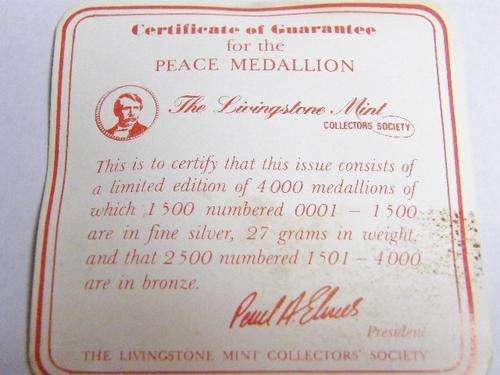 Certificate of Guarantee
for the
PEACE MEDALLION
The Livingstone Mint
COLLECTORS SOCIETY
This is to certify that this issue consists of
a limited edition of 4000 medallions of
which 1500 numbered 0001 - 1500
are in fine silver, 27 grams in weight,
and that 2500 numbered 1501 - 4000
are in bronze.
Paul A Elmes
President
THE LIVINGSTONE MINT COLLECTORS' SOCIETY